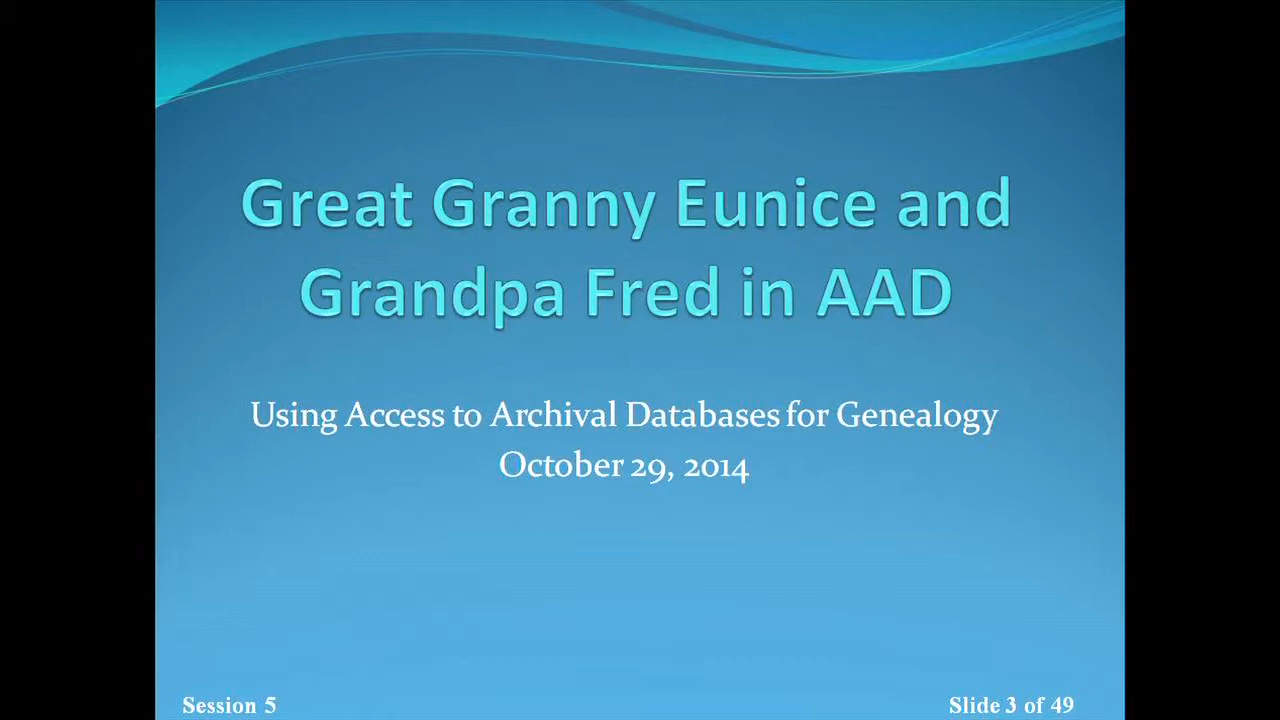 Great Granny Eunice and
Grandpa Fred in AAD
Using Access to Archival Databases for Genealogy
October 29, 2014
Session 5
Slide 3 of 49